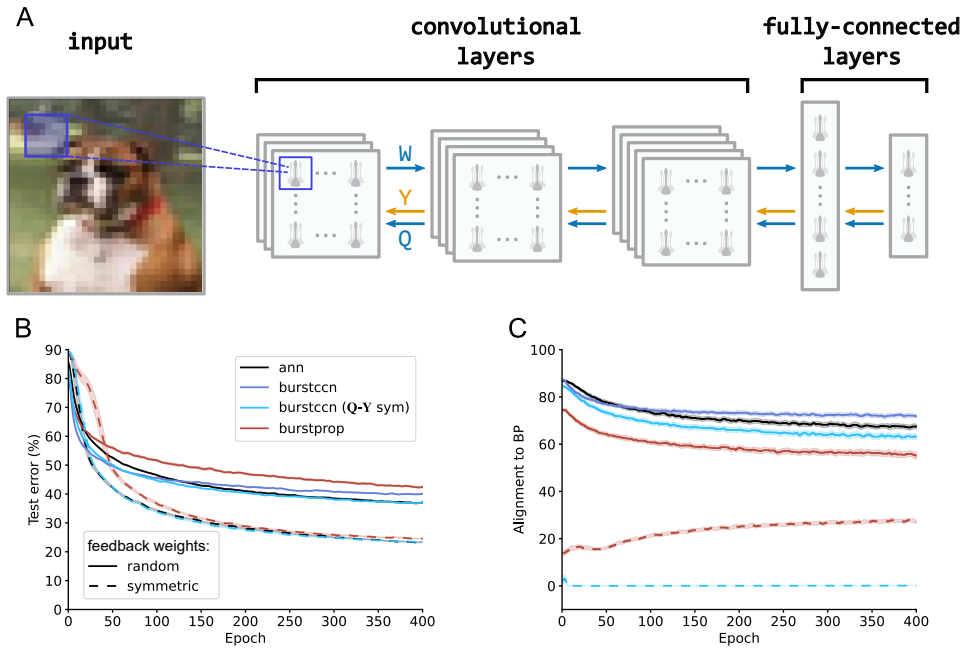 A
input
convolutional
layers
fully-connected
layers
W
Y
Q
B
90
80
70
60
50
40
30
20
10
0
Test error (%)
0 50 100 150 200 250 300 350 400
Epoch
ann
burstccn
burstccn (Q-Y sym)
burstprop
feedback weights:
random
symmetric
C
100
80
60
40
20
0
Alignment to BP
0 50 100 150 200 250 300 350 400
Epoch